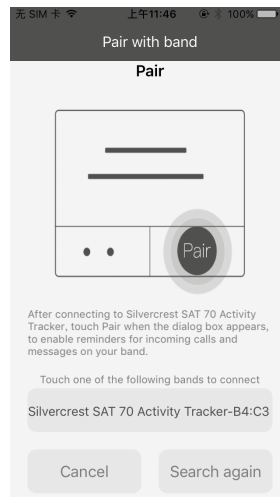 无 SIM 卡 上午11:46 100%
Pair with band
Pair
Pair
After connecting to Silvercrest SAT 70 Activity
Tracker, touch Pair when the dialog box appears,
to enable reminders for incoming calls and
messages on your band.
Touch one of the following bands to connect
Silvercrest SAT 70 Activity Tracker-B4:C3
Cancel Search again